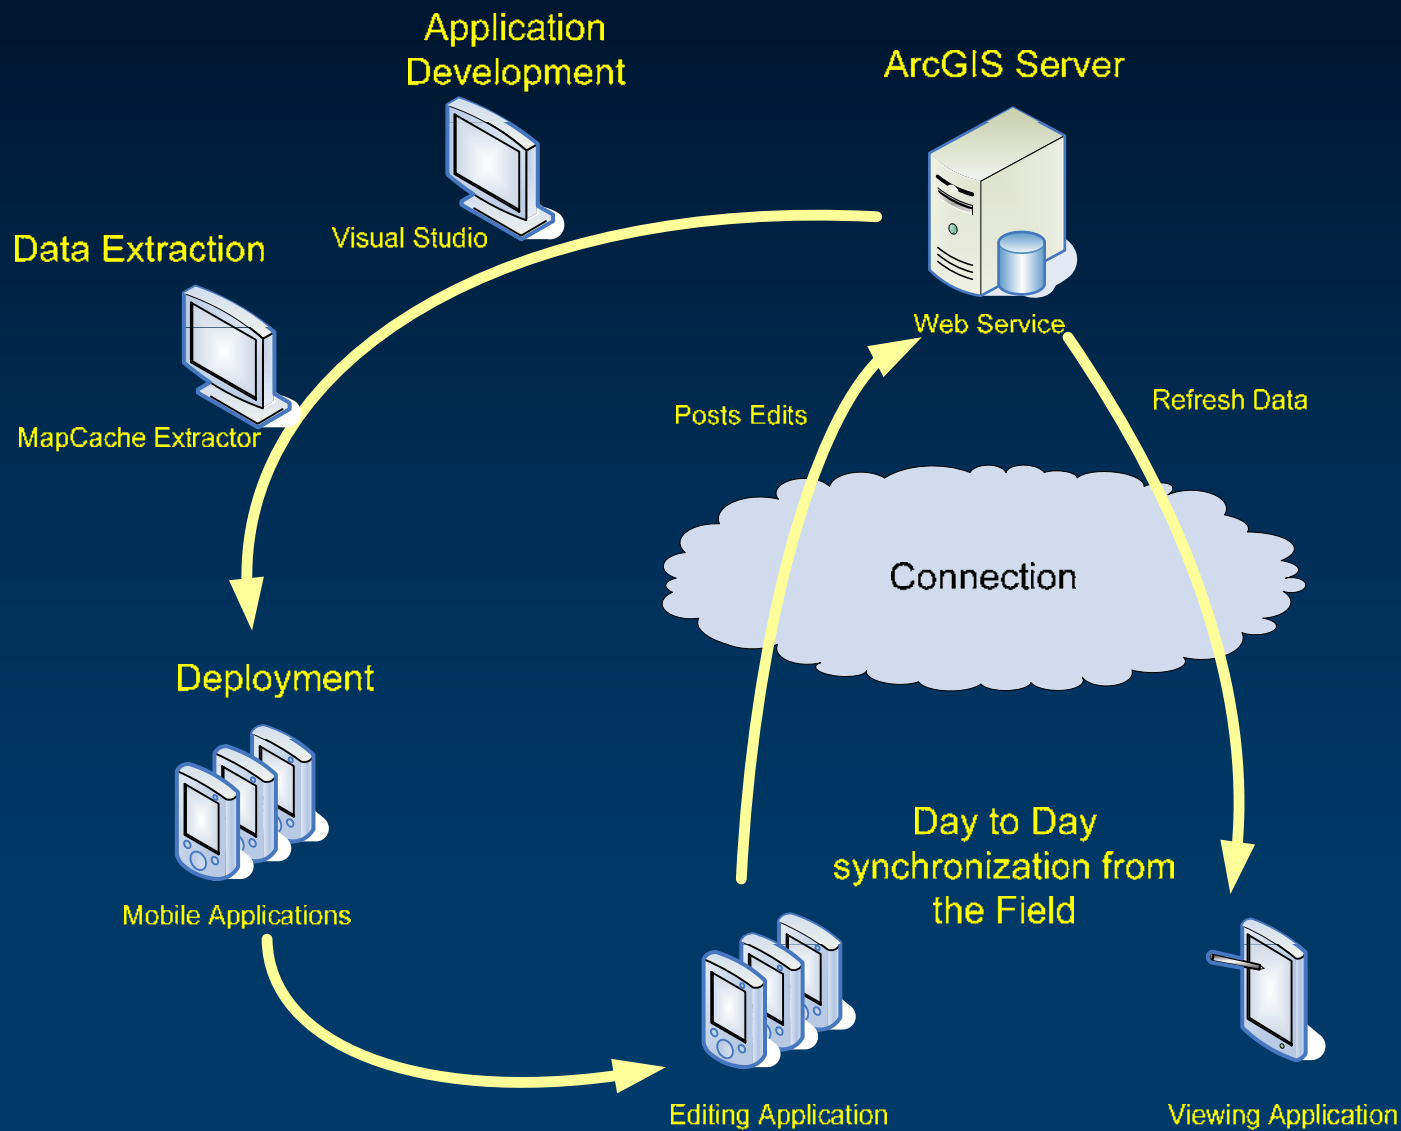 Application
Development
ArcGIS Server
Visual Studio
Data Extraction
Web Service
Refresh Data
Posts Edits
MapCache Extractor
Connection
Deployment
Day to Day
synchronization from
the Field
Mobile Applications
Editing Application
Viewing Application